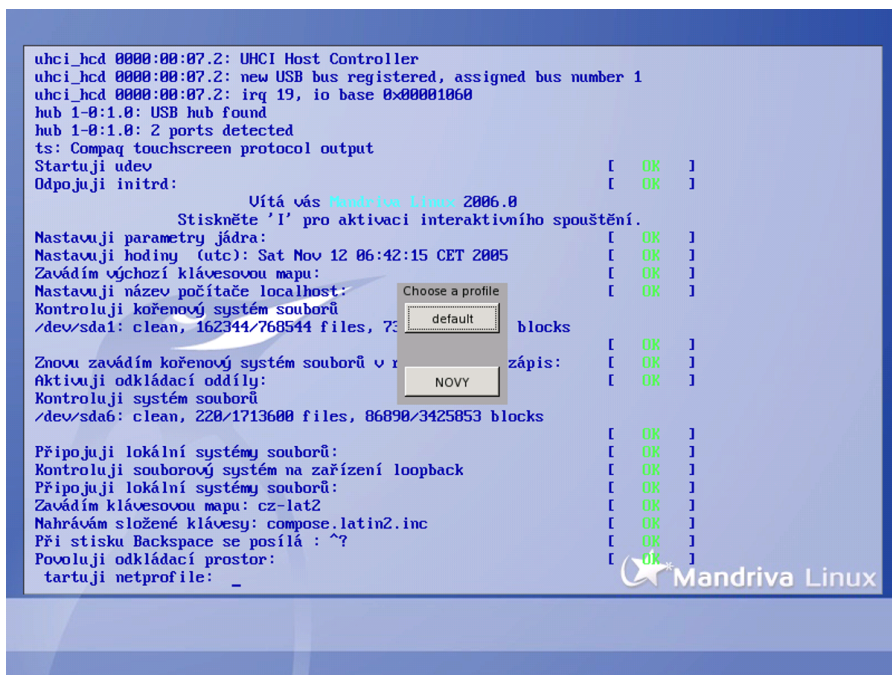 uhci_hcd 0000:00:07.2: UHCI Host Controller
uhci_hcd 0000:00:07.2: new USB bus registered, assigned bus number 1
uhci_hcd 0000:00:07.2: irq 19, io base 0x00001060
hub 1-0:1.0: USB hub found
hub 1-0:1.0: 2 ports detected
ts: Compaq touchscreen protocol output
Startuji udev [ OK ]
Odpojuji initrd: [ OK ]
Vítá vás Mandriva Linux 2006.0
Stiskněte 'I' pro aktivaci interaktivního spouštění.
Nastavuji parametry jádra: [ OK ]
Nastavuji hodiny (utc): Sat Nov 12 06:42:15 CET 2005 [ OK ]
Zavádím výchozí klávesovou mapu: [ OK ]
Nastavuji název počítače localhost: [ OK ]
Kontroluji kořenový systém souborů
/dev/sda1: clean, 162344/768544 files, 73 blocks
[ OK ]
Znovu zavádím kořenový systém souborů v r zápis: [ OK ]
Aktivuji odkládací oddíly: [ OK ]
Kontroluji systém souborů
/dev/sda6: clean, 220/1713600 files, 86890/3425853 blocks
[ OK ]
Připojuji lokální systémy souborů: [ OK ]
Kontroluji souborový systém na zařízení loopback [ OK ]
Připojuji lokální systémy souborů: [ OK ]
Zavádím klávesovou mapu: cz-lat2 [ OK ]
Nahrávám složené klávesy: compose.latin2.inc [ OK ]
Při stisku Backspace se posílá : ^? [ OK ]
Povoluji odkládací prostor: [ OK ]
tartuji netprofile: _
Choose a profile
default
NOVY
Mandriva Linux